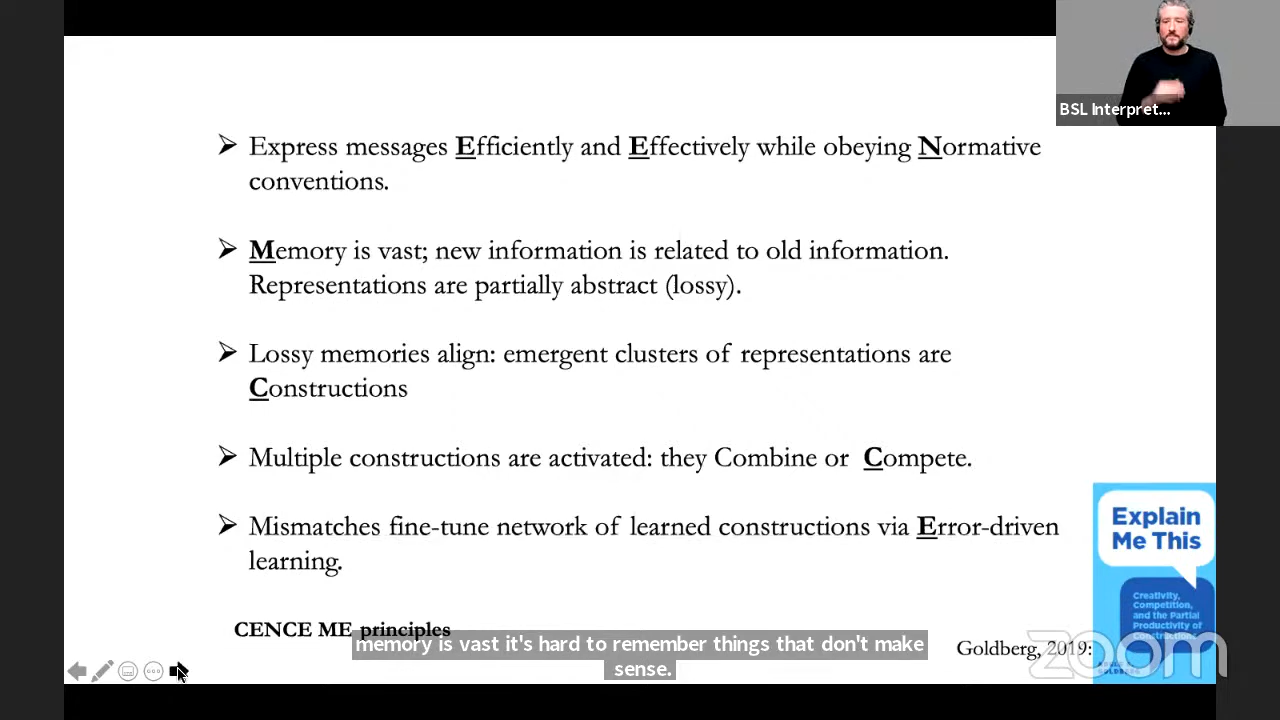 BSL Interpret...
➢ Express messages Efficiently and Effectively while obeying Normative
conventions.
➢ Memory is vast; new information is related to old information.
Representations are partially abstract (lossy).
➢ Lossy memories align: emergent clusters of representations are
Constructions
➢ Multiple constructions are activated: they Combine or Compete.
➢ Mismatches fine-tune network of learned constructions via Error-driven
learning.
CENCE ME principles
memory is vast it's hard to remember things that don't make
sense.
Goldberg, 2019:
Explain
Me This
Creativity,
Competition,
and the Partial
Productivity of
Constructions
zoom